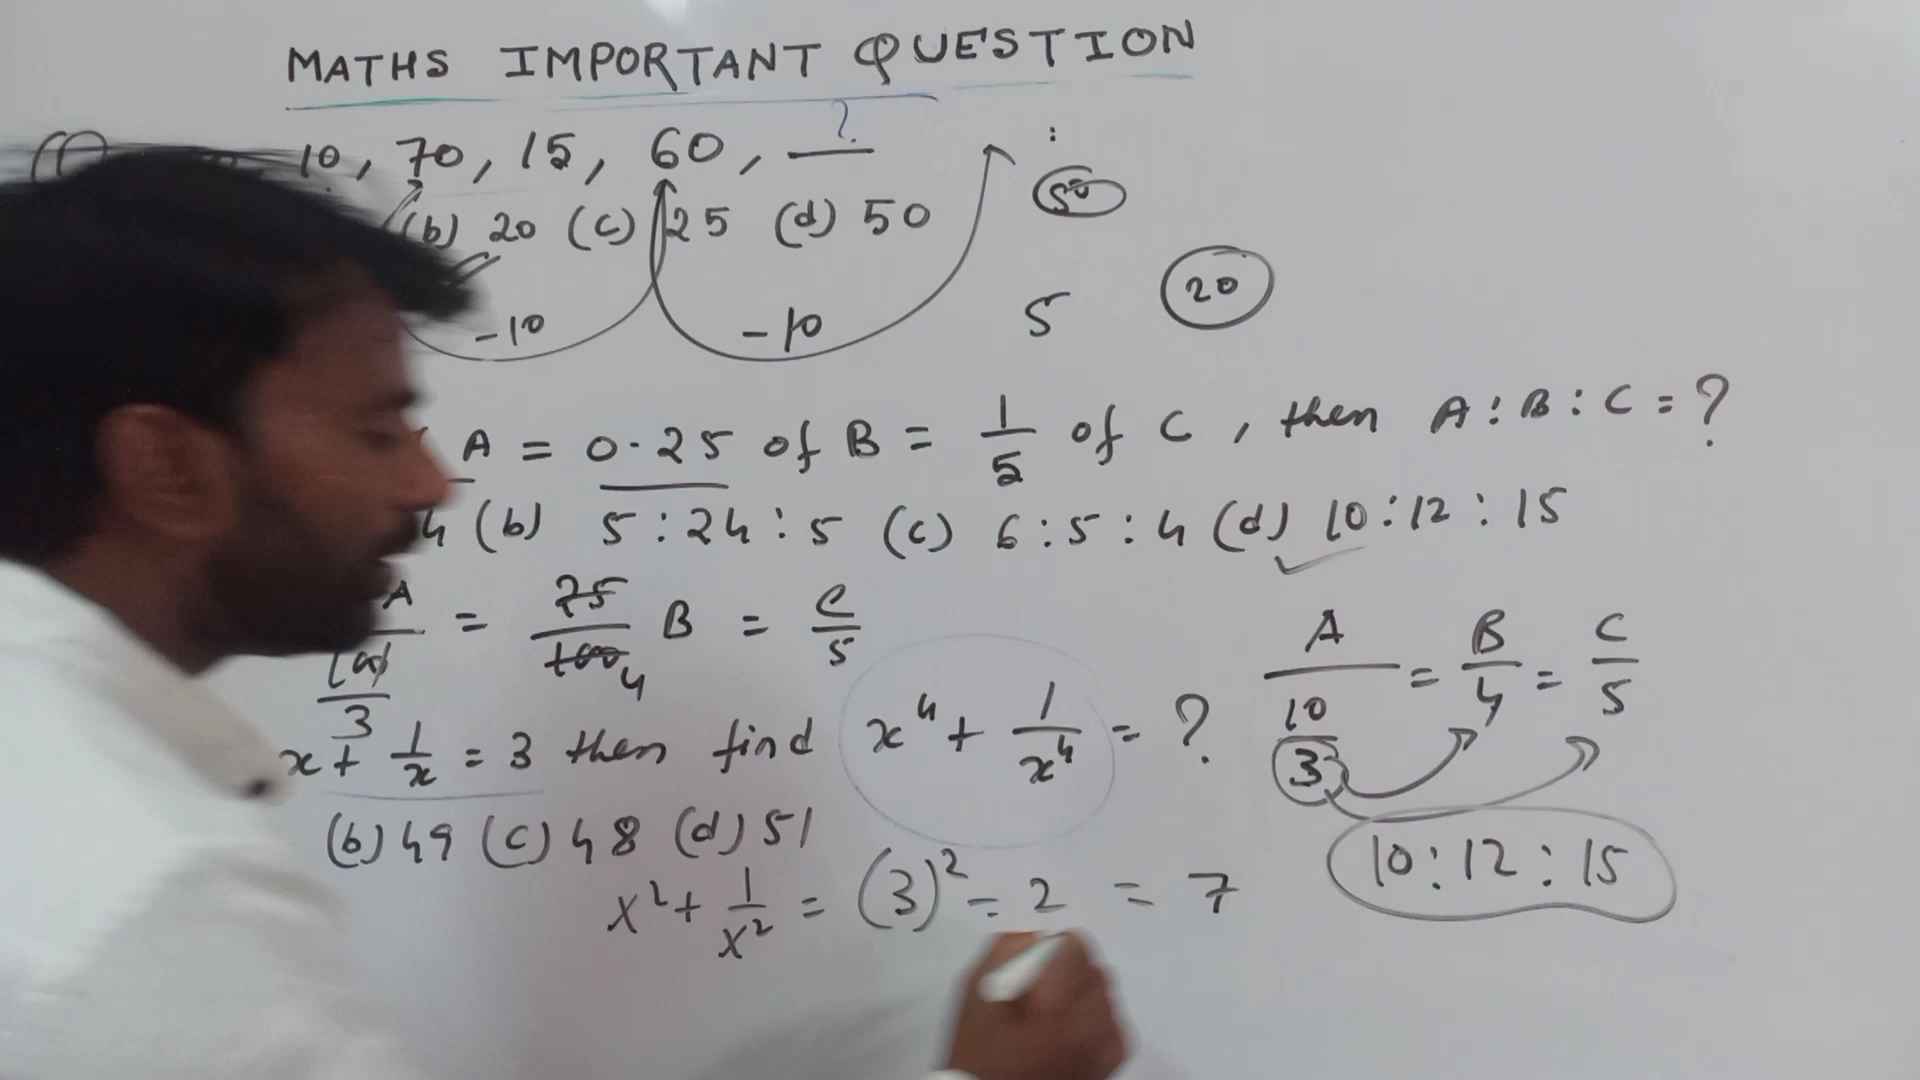 MATHS IMPORTANT QUESTION
10, 70, 15, 60, ?
(b) 20 (c) 25 (d) 50
50
-10 -10 5 20
A = 0.25 of B = 1/5 of C, then A:B:C = ?
4 (b) 5:24:5 (c) 6:5:4 (d) 10:12:15
A = 25/100 B = C/5
4
3
A/10 = B/4 = C/5
3
x + 1/x = 3 then find x⁴ + 1/x⁴ = ?
(b) 49 (c) 48 (d) 51
10:12:15
x² + 1/x² = (3)² - 2 = 7